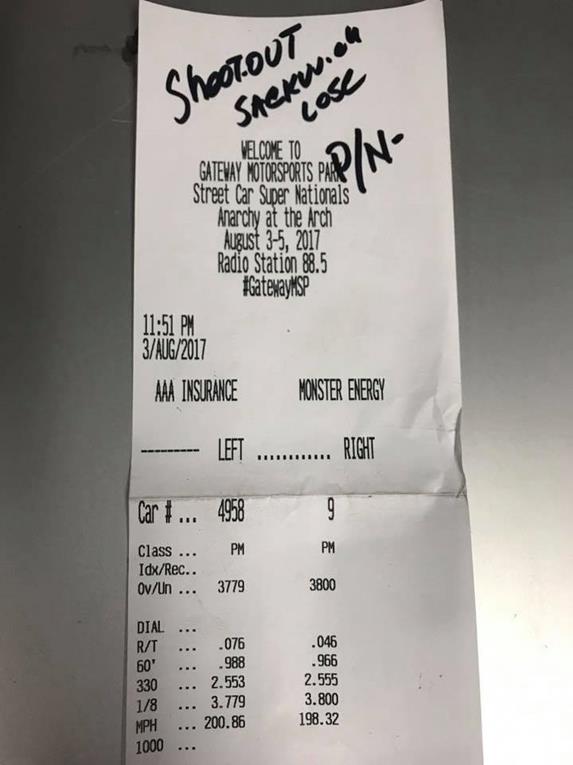 Shootout
LOSE
WELCOME TO
GATEWAY MOTORSPORTS PARK
Street Car Super Nationals
Anarchy at the Arch
August 3-5, 2017
Radio Station 88.5
#GatewayMSP
11:51 PM
3/AUG/2017
AAA INSURANCE MONSTER ENERGY
--------- LEFT ............ RIGHT
Car # ... 4958 9
Class ... PM PM
Idx/Rec..
Ov/Un ... 3779 3800
DIAL ...
R/T ... .076 .046
60' ... .988 .966
330 ... 2.553 2.555
1/8 ... 3.779 3.800
MPH ... 200.86 198.32
1000 ...